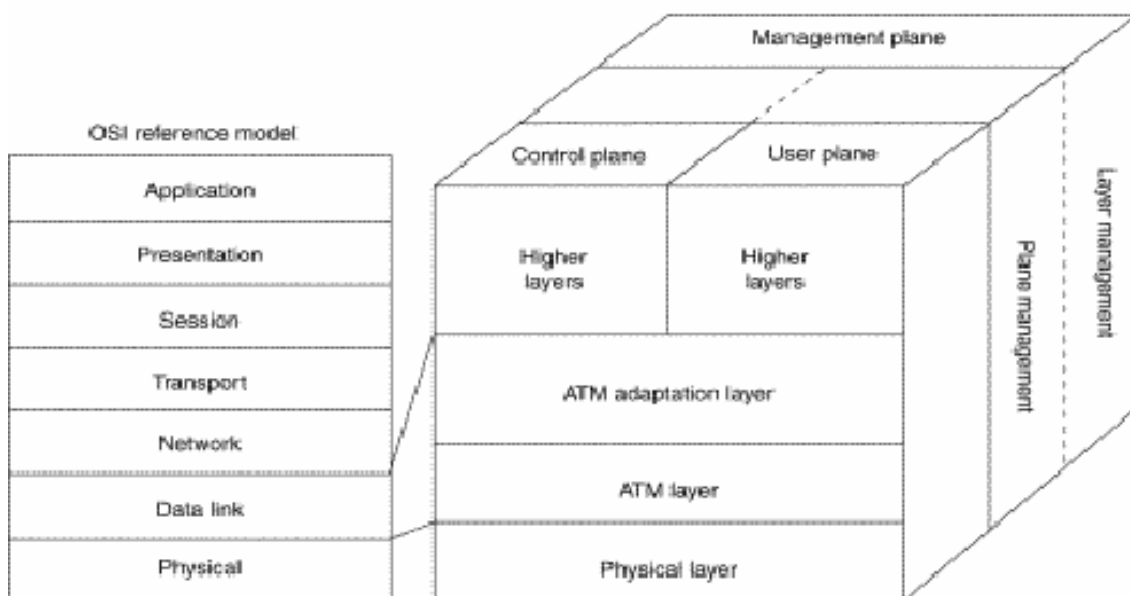 OSI reference model
Application
Presentation
Session
Transport
Network
Data link
Physical
Management plane
Control plane
User plane
Higher
layers
Higher
layers
ATM adaptation layer
ATM layer
Physical layer
Plane management
Layer management